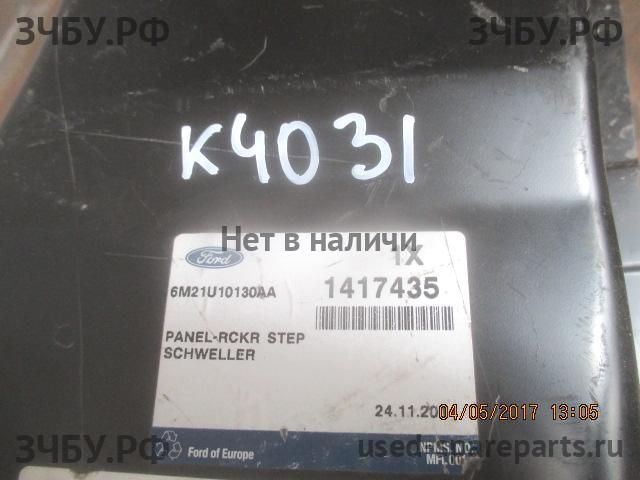 ЗЧБУ.РФ ЗЧБУ.РФ
K4031
Нет в наличии
Ford 1X
6M21U10130AA 1417435
PANEL-RCKR STEP
SCHWELLER
24.11.20
04/05/2017 13:05
ЗЧБУ.РФ ЗЧБУ.РФ
Ford of Europe
usedspareparts.ru